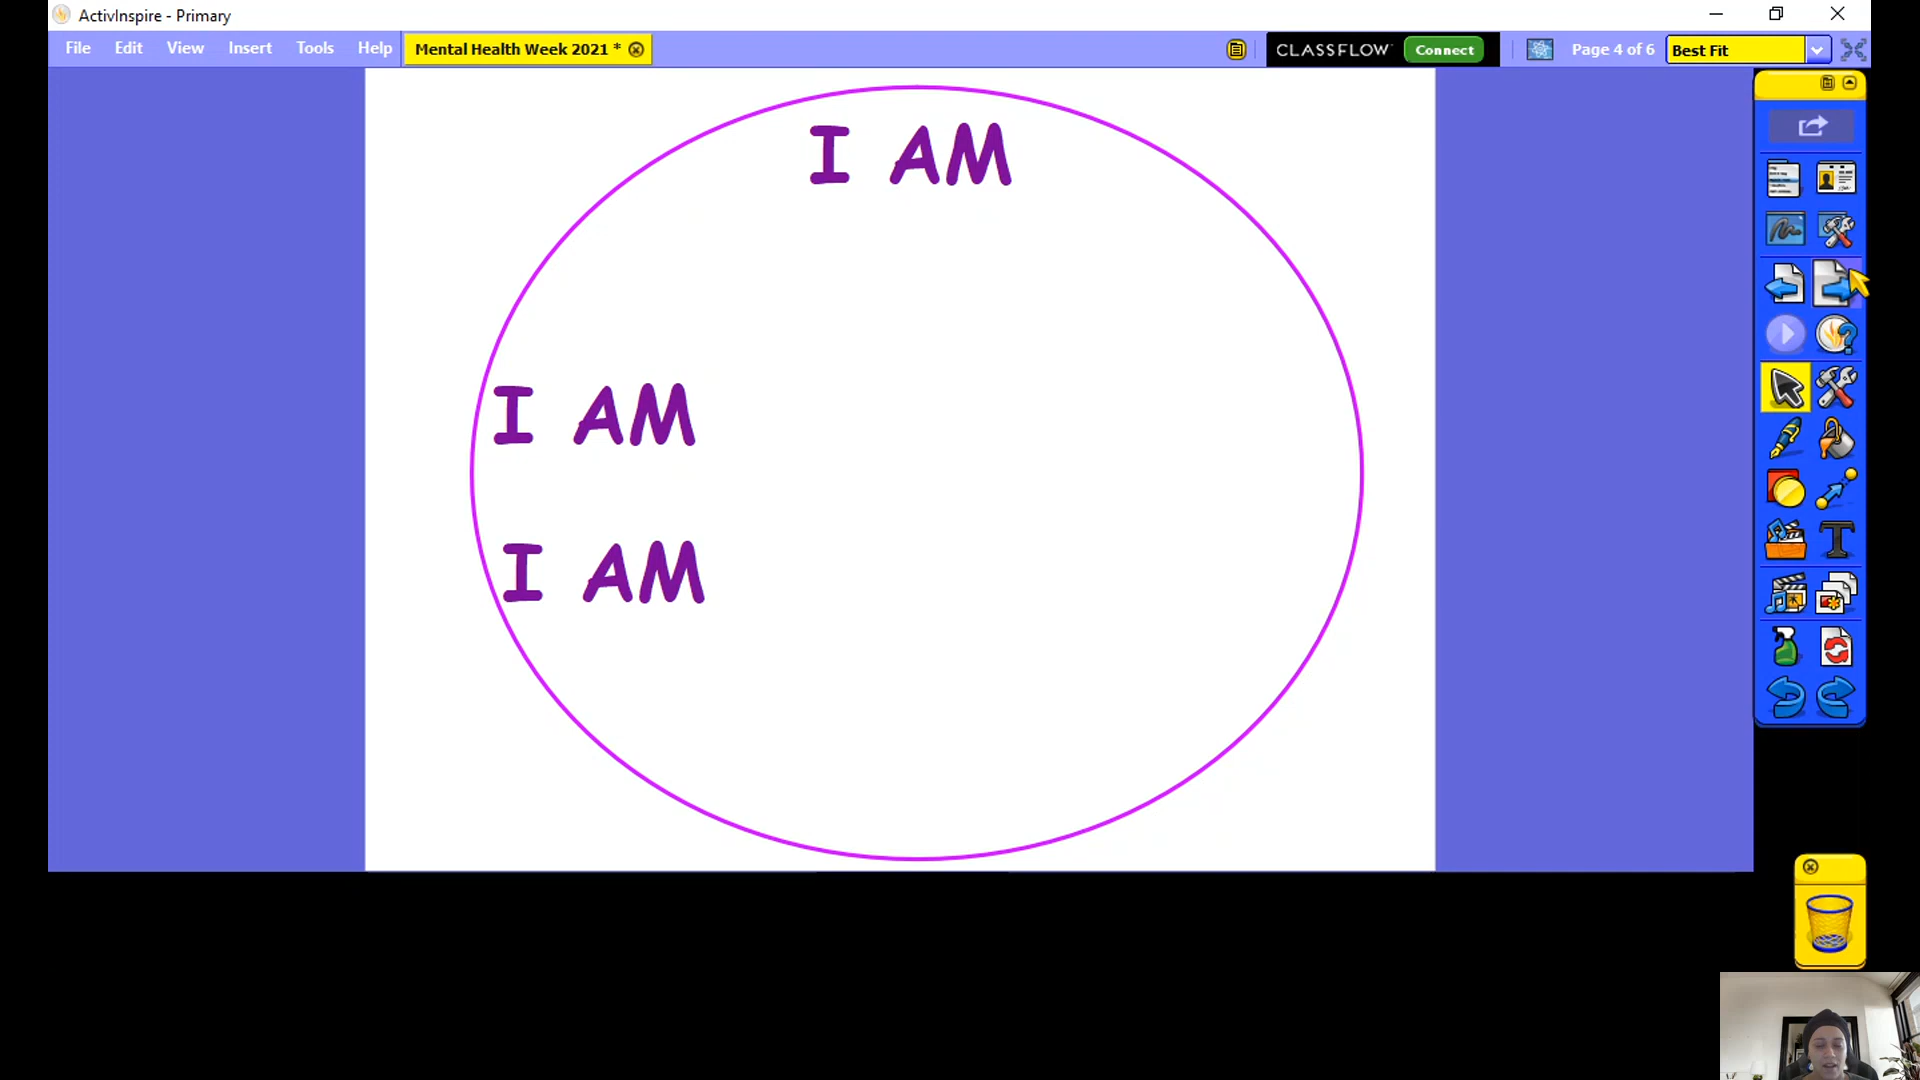 ActivInspire - Primary
File Edit View Insert Tools Help Mental Health Week 2021 * CLASSFLOW Connect Page 4 of 6 Best Fit
I AM
I AM
I AM